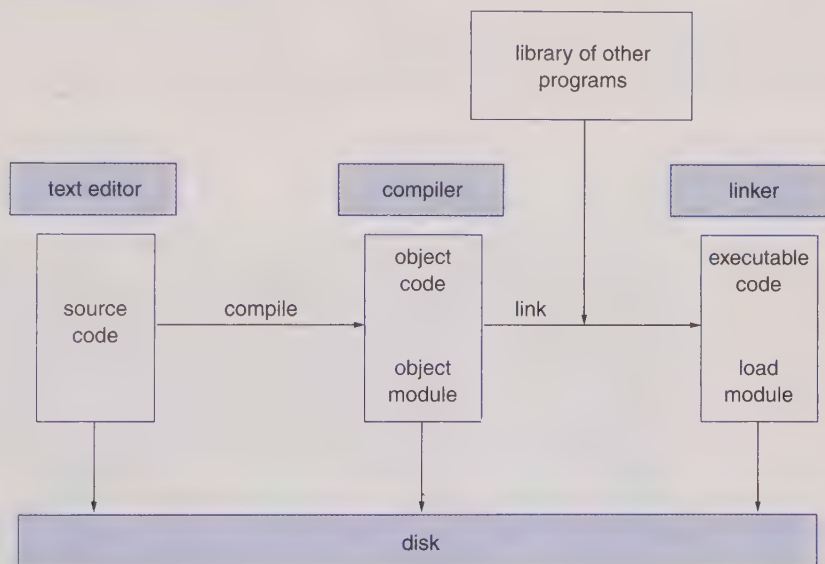 library of other
programs
text editor
compiler
linker
source
code
compile
object
code
object
module
link
executable
code
load
module
disk